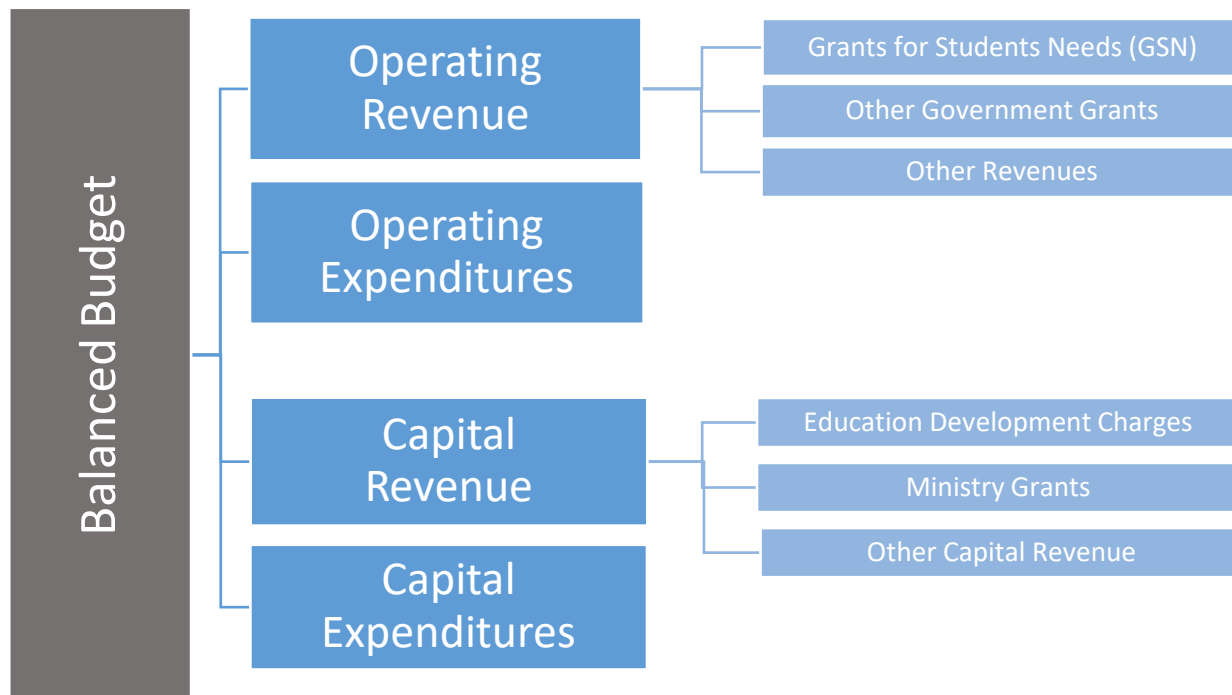 Balanced Budget
Operating
Revenue
Grants for Students Needs (GSN)
Other Government Grants
Other Revenues
Operating
Expenditures
Capital
Revenue
Education Development Charges
Ministry Grants
Other Capital Revenue
Capital
Expenditures